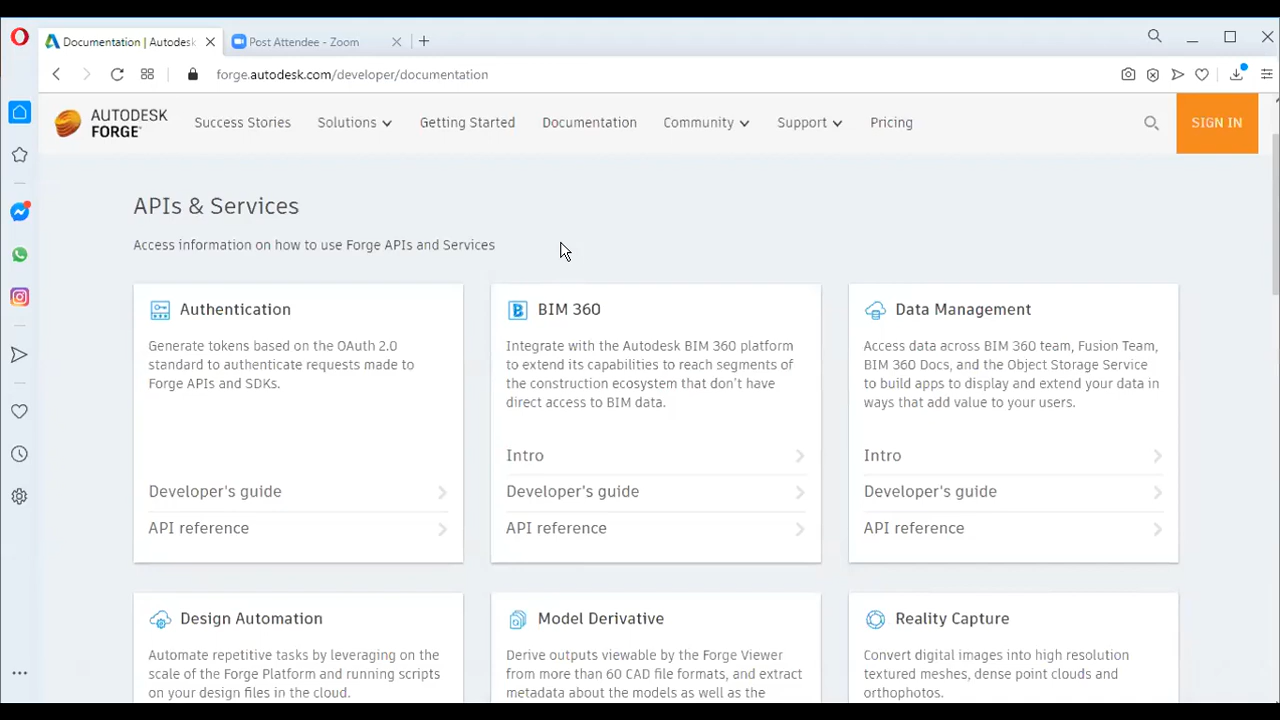 Documentation | Autodesk
Post Attendee - Zoom
forge.autodesk.com/developer/documentation
AUTODESK
FORGE
Success Stories
Solutions
Getting Started
Documentation
Community
Support
Pricing
SIGN IN
APIs & Services
Access information on how to use Forge APIs and Services
Authentication
Generate tokens based on the OAuth 2.0
standard to authenticate requests made to
Forge APIs and SDKs.
Developer's guide
API reference
BIM 360
Integrate with the Autodesk BIM 360 platform
to extend its capabilities to reach segments of
the construction ecosystem that don't have
direct access to BIM data.
Intro
Developer's guide
API reference
Data Management
Access data across BIM 360 team, Fusion Team,
BIM 360 Docs, and the Object Storage Service
to build apps to display and extend your data in
ways that add value to your users.
Intro
Developer's guide
API reference
Design Automation
Automate repetitive tasks by leveraging on the
scale of the Forge Platform and running scripts
on your design files in the cloud.
Model Derivative
Derive outputs viewable by the Forge Viewer
from more than 60 CAD file formats, and extract
metadata about the models as well as the
Reality Capture
Convert digital images into high resolution
textured meshes, dense point clouds and
orthophotos.